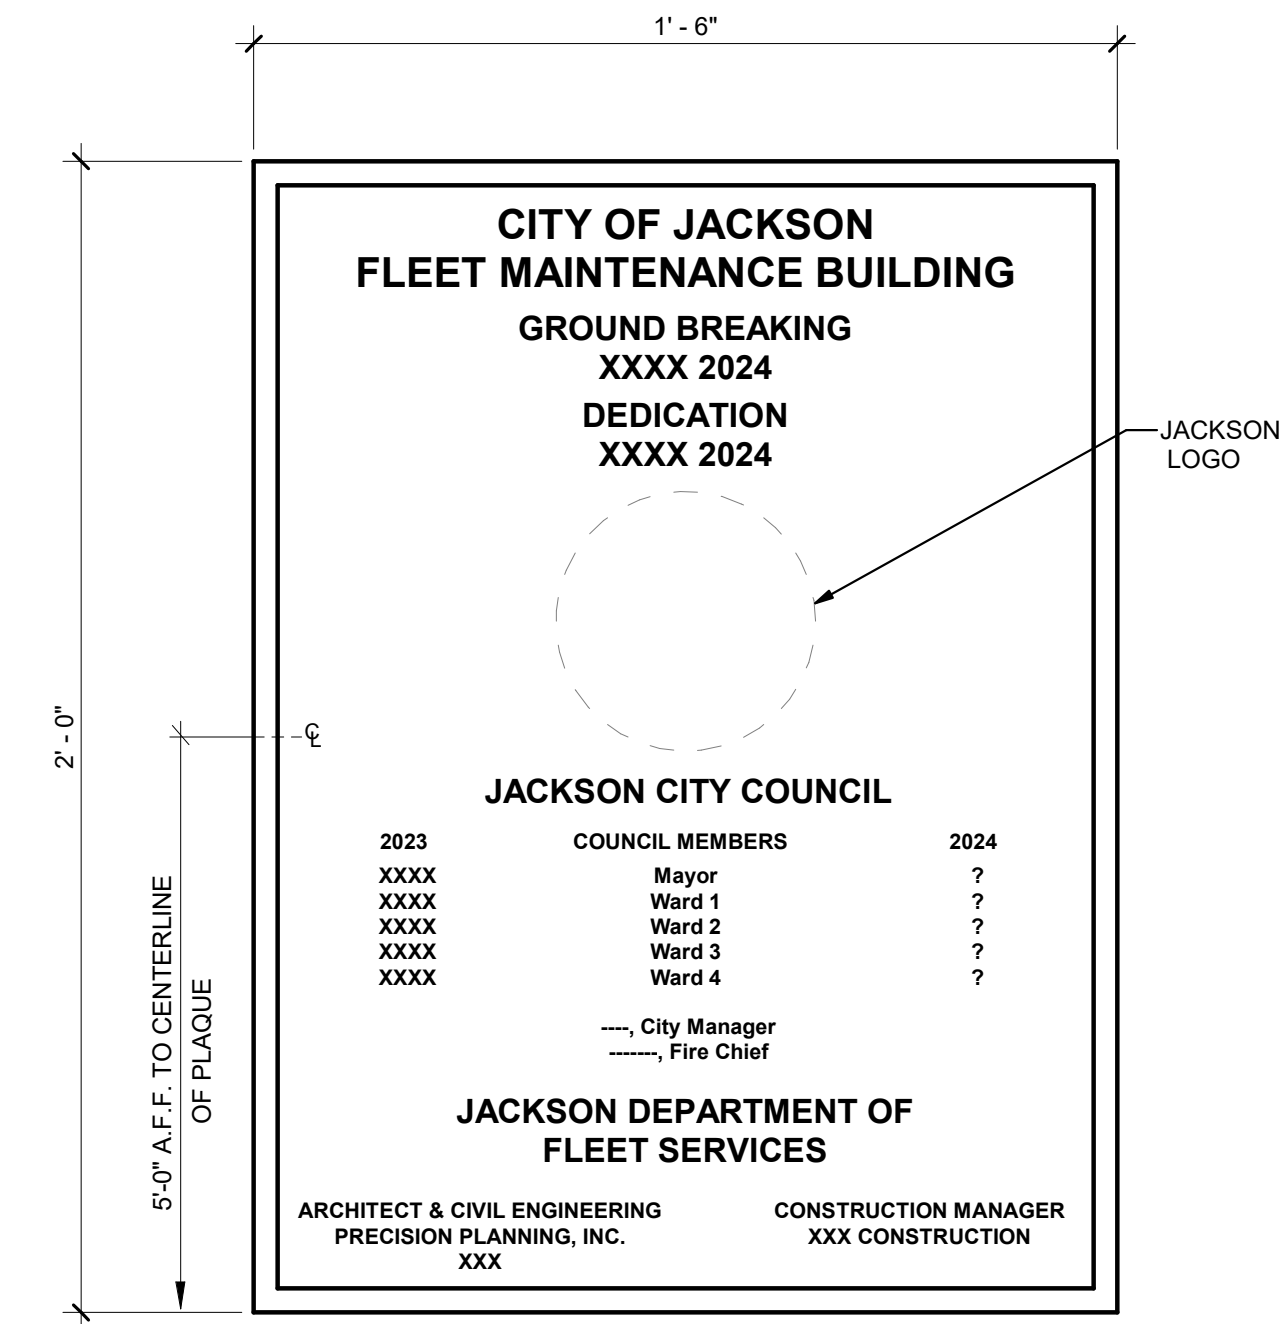 1' - 6"
CITY OF JACKSON
FLEET MAINTENANCE BUILDING
GROUND BREAKING
XXXX 2024
DEDICATION
XXXX 2024
JACKSON
LOGO
2' - 0"
℄
5'-0" A.F.F. TO CENTERLINE
OF PLAQUE
JACKSON CITY COUNCIL
2023 COUNCIL MEMBERS 2024
XXXX Mayor ?
XXXX Ward 1 ?
XXXX Ward 2 ?
XXXX Ward 3 ?
XXXX Ward 4 ?
----, City Manager
-------, Fire Chief
JACKSON DEPARTMENT OF
FLEET SERVICES
ARCHITECT & CIVIL ENGINEERING
PRECISION PLANNING, INC.
XXX
CONSTRUCTION MANAGER
XXX CONSTRUCTION